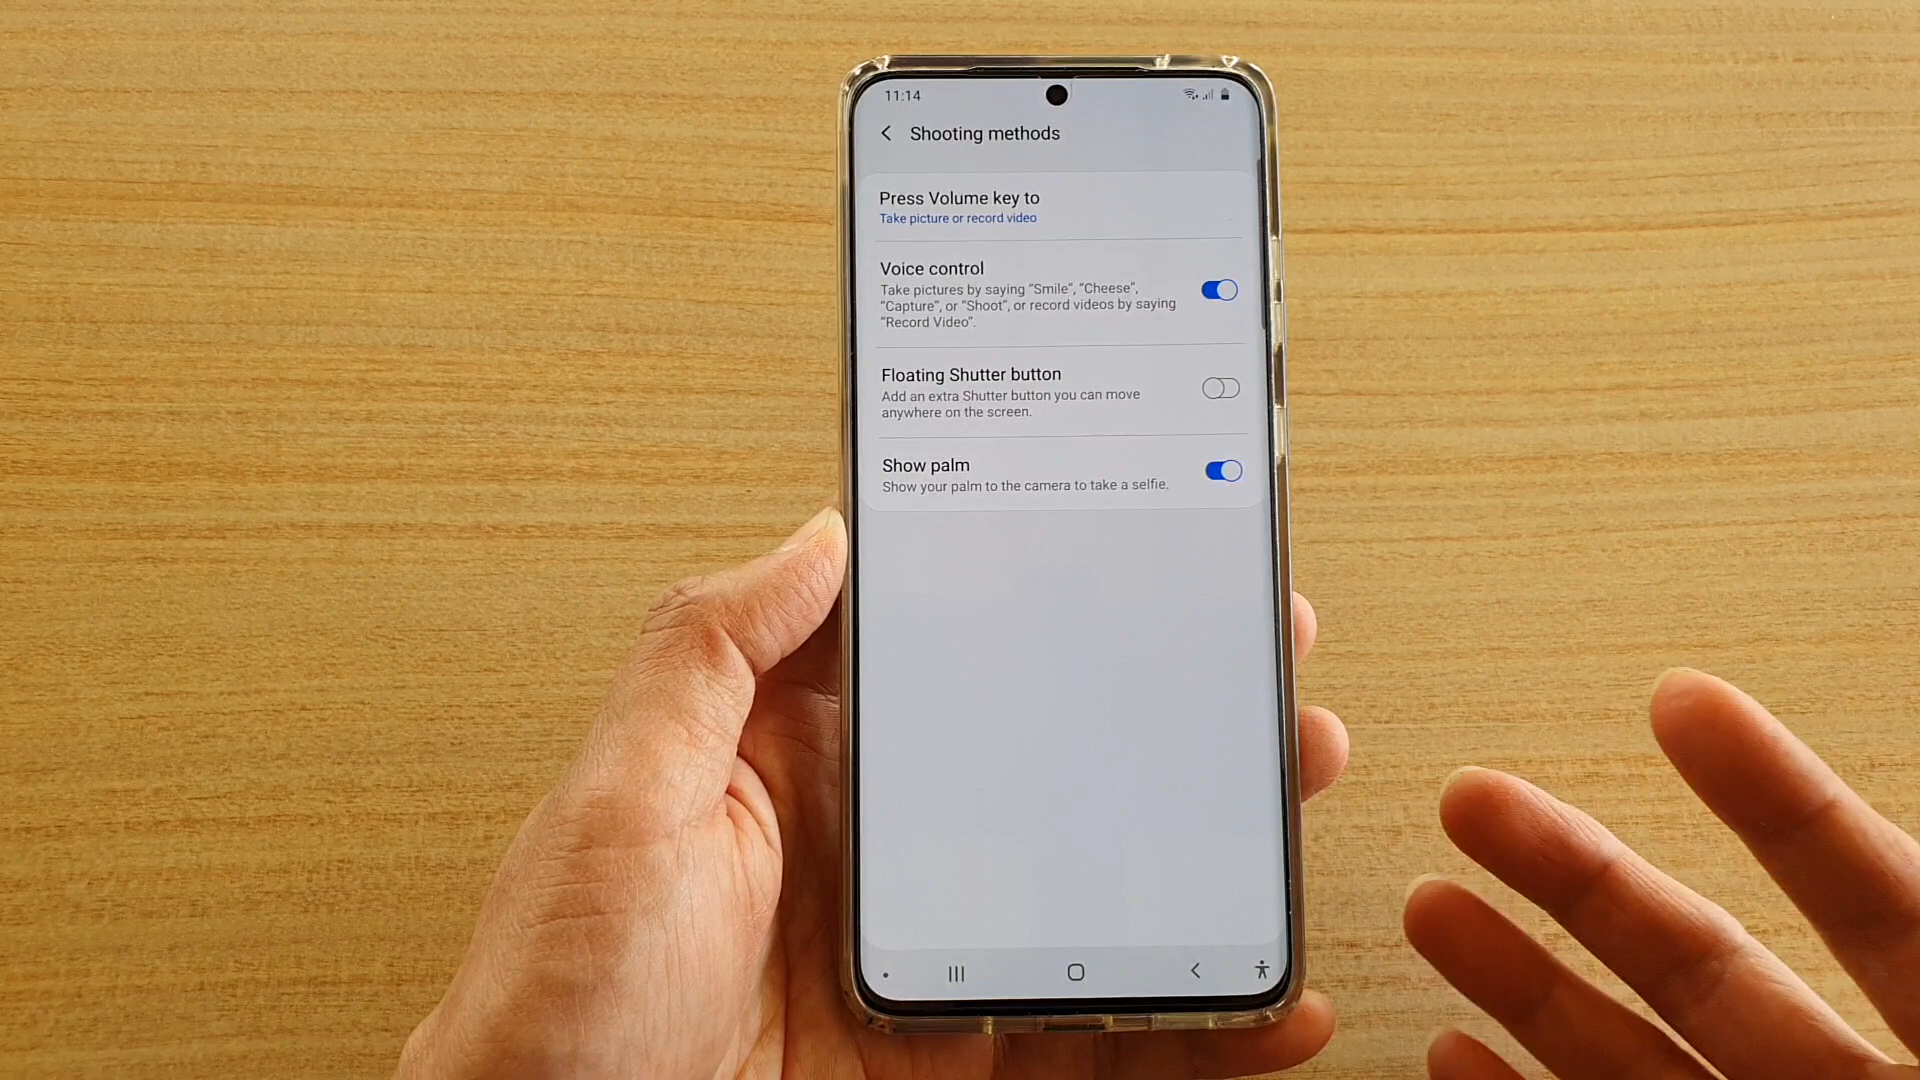 11:14
Shooting methods
Press Volume key to
Take picture or record video
Voice control
Take pictures by saying “Smile”, “Cheese”,
“Capture”, or “Shoot”, or record videos by saying
“Record Video”.
Floating Shutter button
Add an extra Shutter button you can move
anywhere on the screen.
Show palm
Show your palm to the camera to take a selfie.